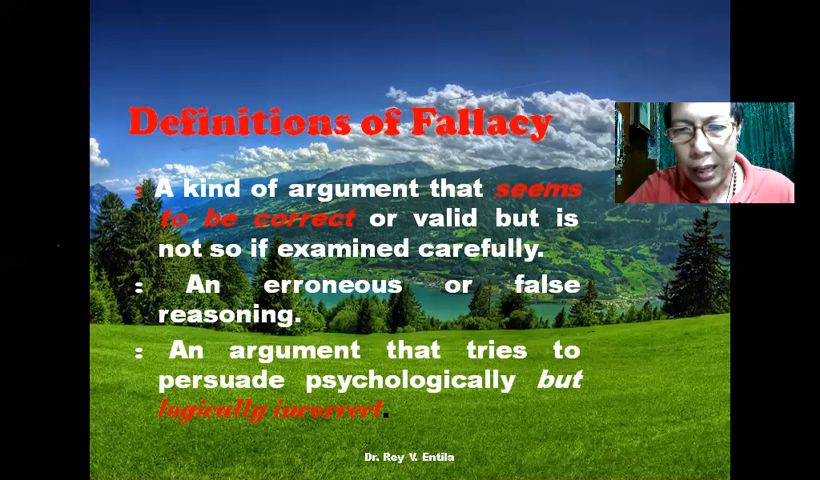 Definitions of Fallacy
: A kind of argument that seems
to be correct or valid but is
not so if examined carefully.
: An erroneous or false
reasoning.
: An argument that tries to
persuade psychologically but
logically incorrect.
Dr. Rey V. Entila